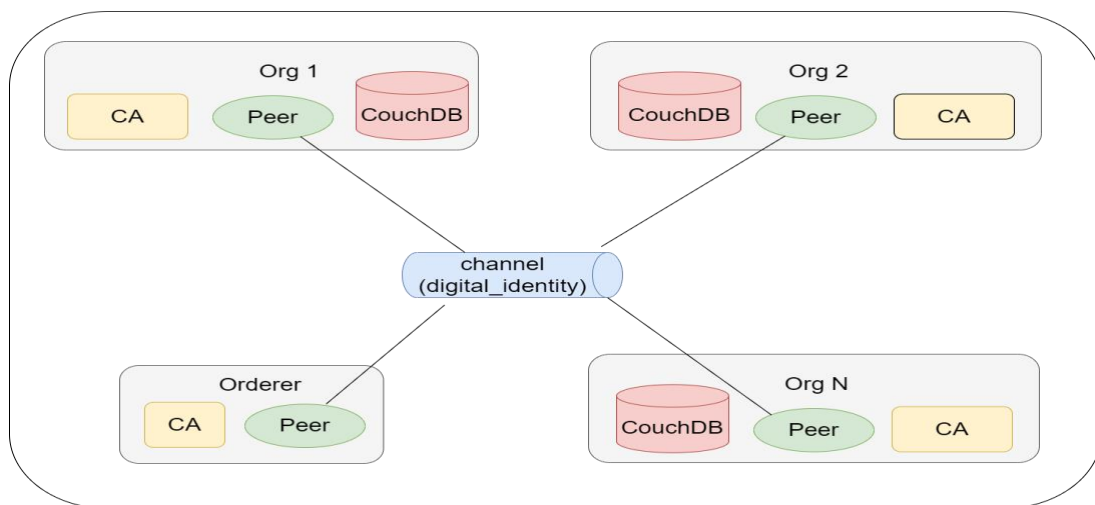 Org 1
CA
Peer
CouchDB
Org 2
CouchDB
Peer
CA
channel
(digital_identity)
Orderer
CA
Peer
Org N
CouchDB
Peer
CA